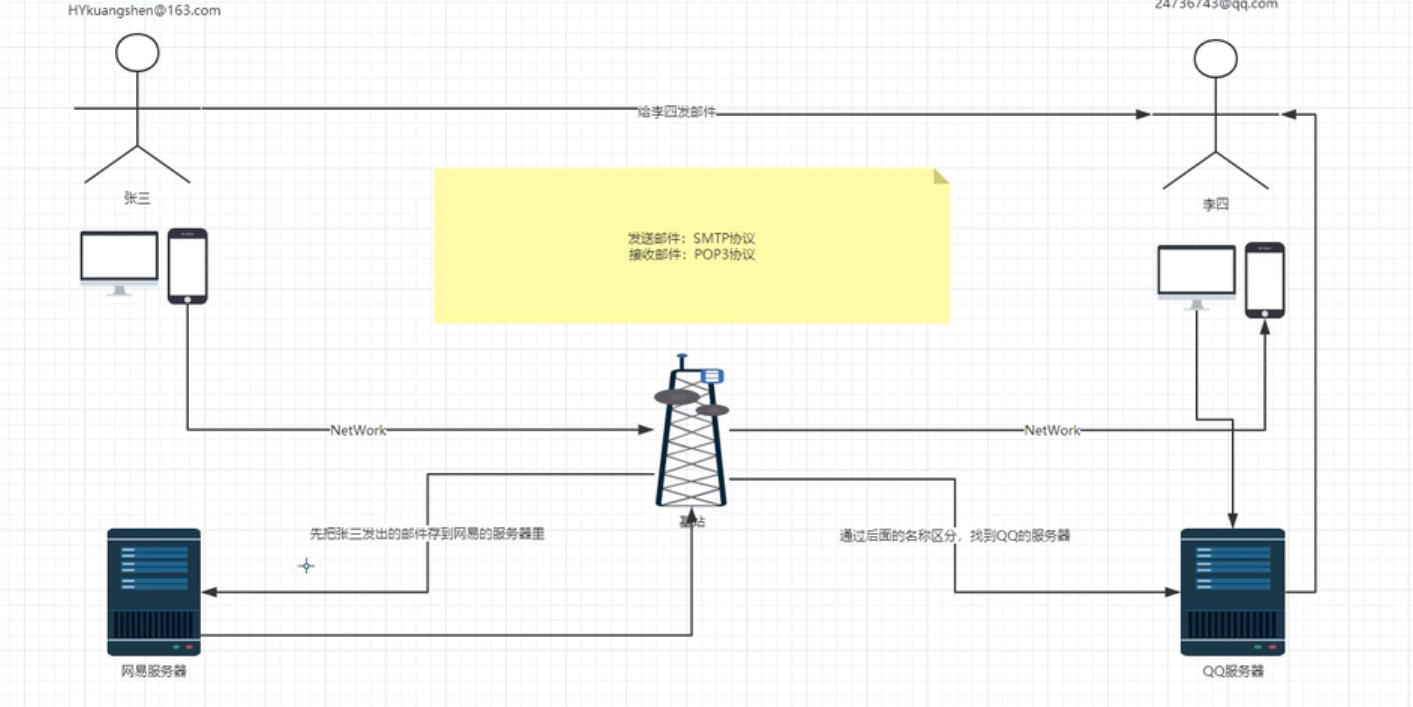 HYkuangshen@163.com
24736743@qq.com
给李四发邮件
张三
李四
发送邮件：SMTP协议
接收邮件：POP3协议
NetWork
NetWork
基站
先把张三发出的邮件存到网易的服务器里
通过后面的名称区分，找到QQ的服务器
网易服务器
QQ服务器